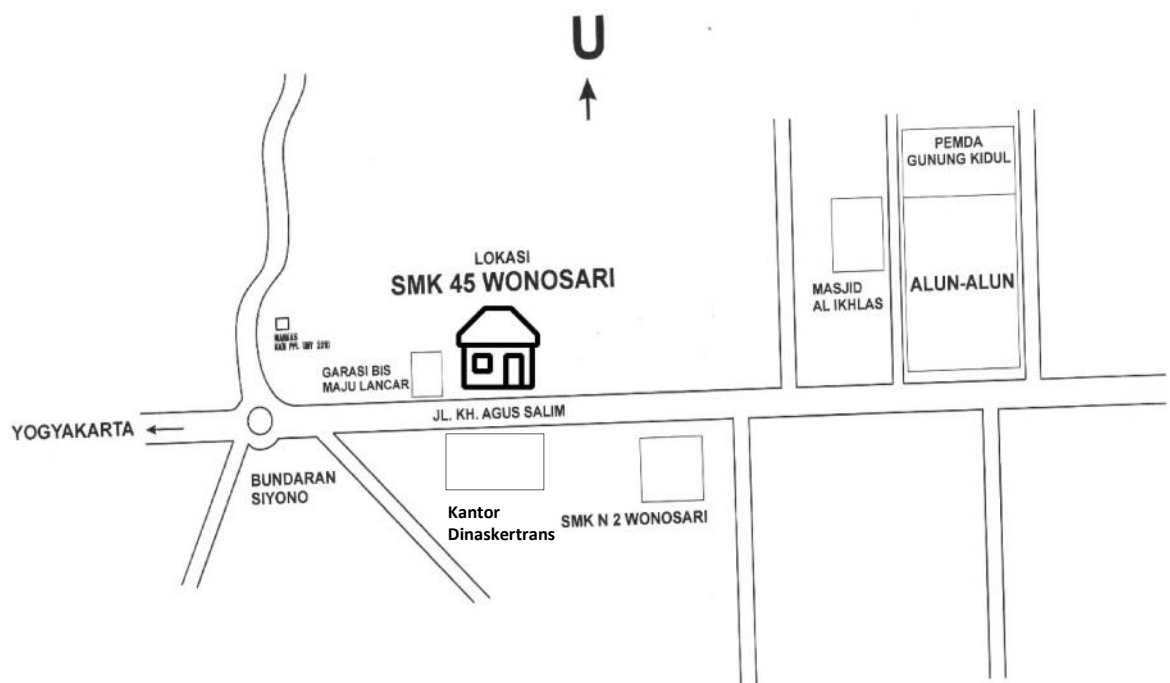 U
PEMDA
GUNUNG KIDUL
LOKASI
SMK 45 WONOSARI
MASJID
AL IKHLAS
ALUN-ALUN
GARASI BIS
MAJU LANCAR
JL. KH. AGUS SALIM
YOGYAKARTA
BUNDARAN
SIYONO
Kantor
Dinaskertrans
SMK N 2 WONOSARI